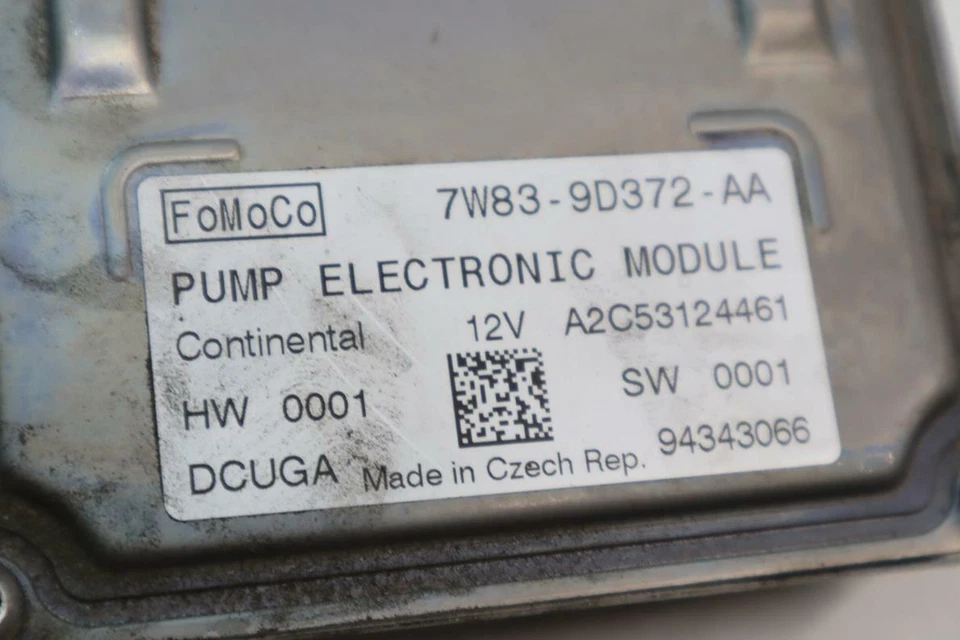 FoMoCo 7W83-9D372-AA
PUMP ELECTRONIC MODULE
Continental 12V A2C53124461
HW 0001 SW 0001
DCUGA Made in Czech Rep. 94343066